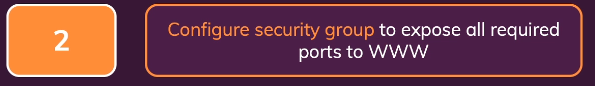 2
Configure security group to expose all required
ports to WWW